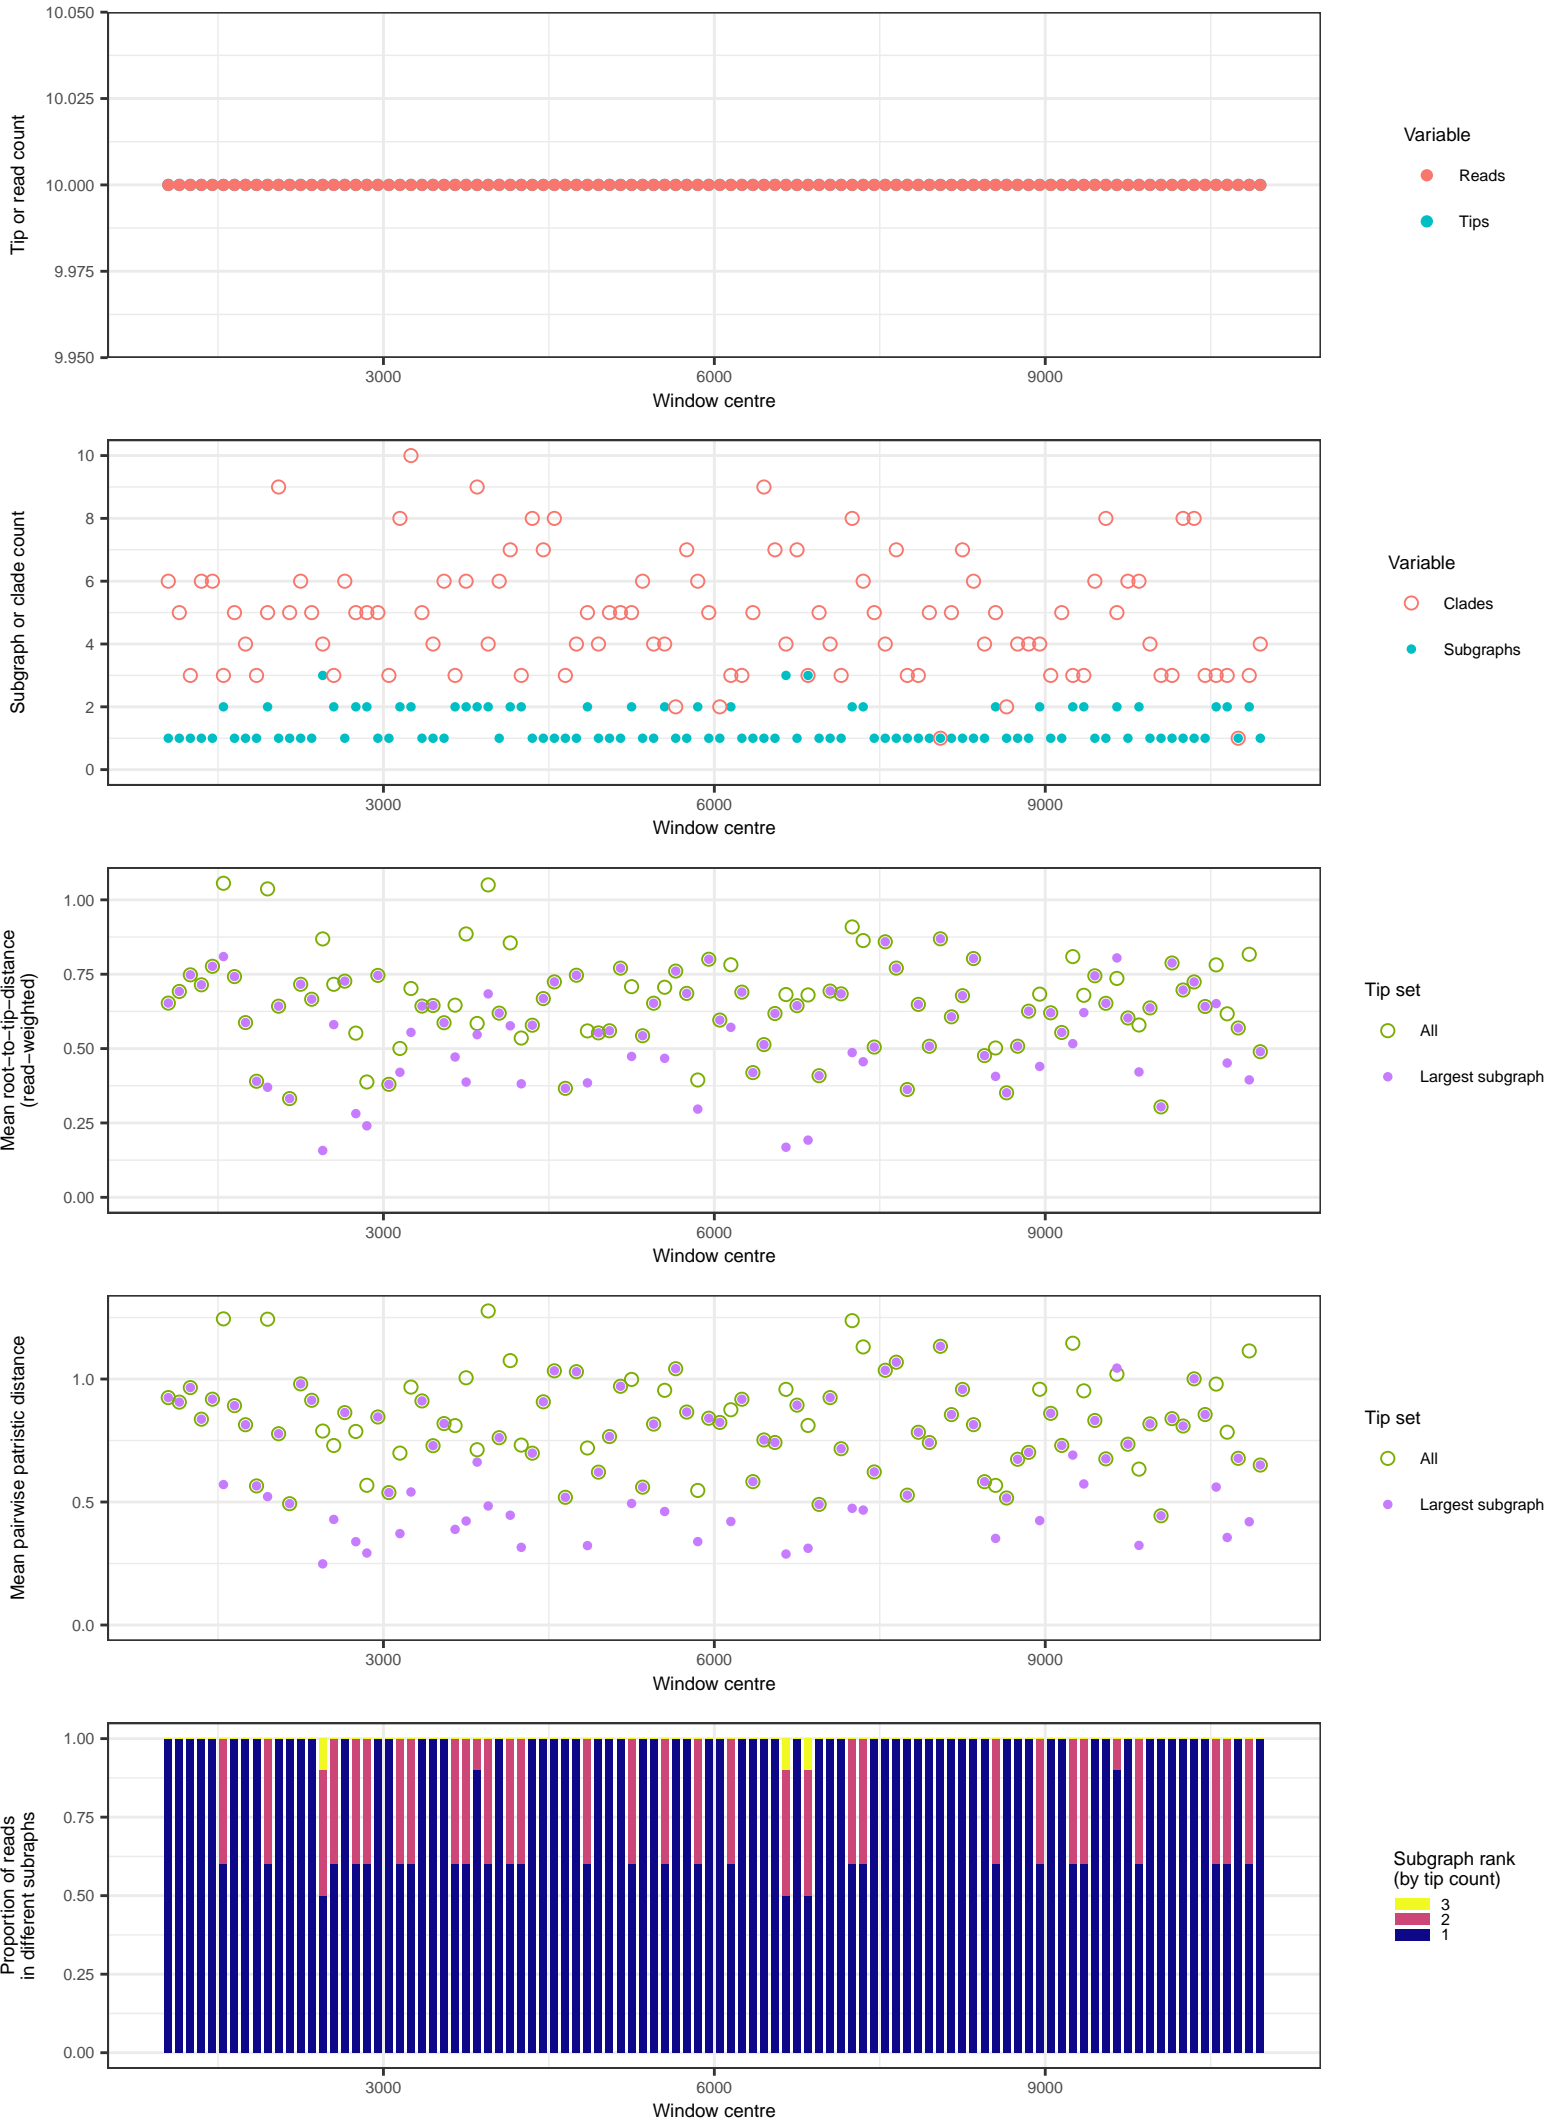 10.050
10.025
10.000
9.975
9.950
Tip or read count
3000 6000 9000
Window centre
Variable
Reads
Tips
10
8
6
4
2
0
Subgraph or clade count
3000 6000 9000
Window centre
Variable
Clades
Subgraphs
1.00
0.75
0.50
0.25
0.00
Mean root−to−tip−distance
(read−weighted)
3000 6000 9000
Window centre
Tip set
All
Largest subgraph
1.0
0.5
0.0
Mean pairwise patristic distance
3000 6000 9000
Window centre
Tip set
All
Largest subgraph
1.00
0.75
0.50
0.25
0.00
Proportion of reads
in different subraphs
3000 6000 9000
Window centre
Subgraph rank
(by tip count)
3
2
1